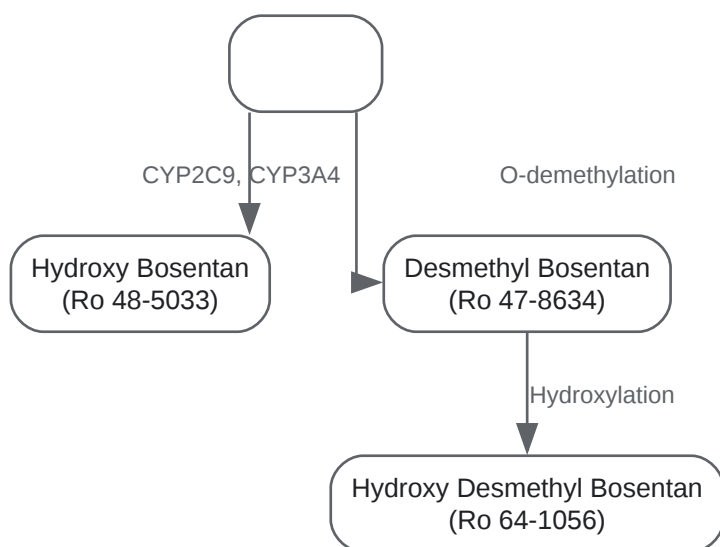 CYP2C9, CYP3A4
O-demethylation
Hydroxy Bosentan
(Ro 48-5033)
Desmethyl Bosentan
(Ro 47-8634)
Hydroxylation
Hydroxy Desmethyl Bosentan
(Ro 64-1056)